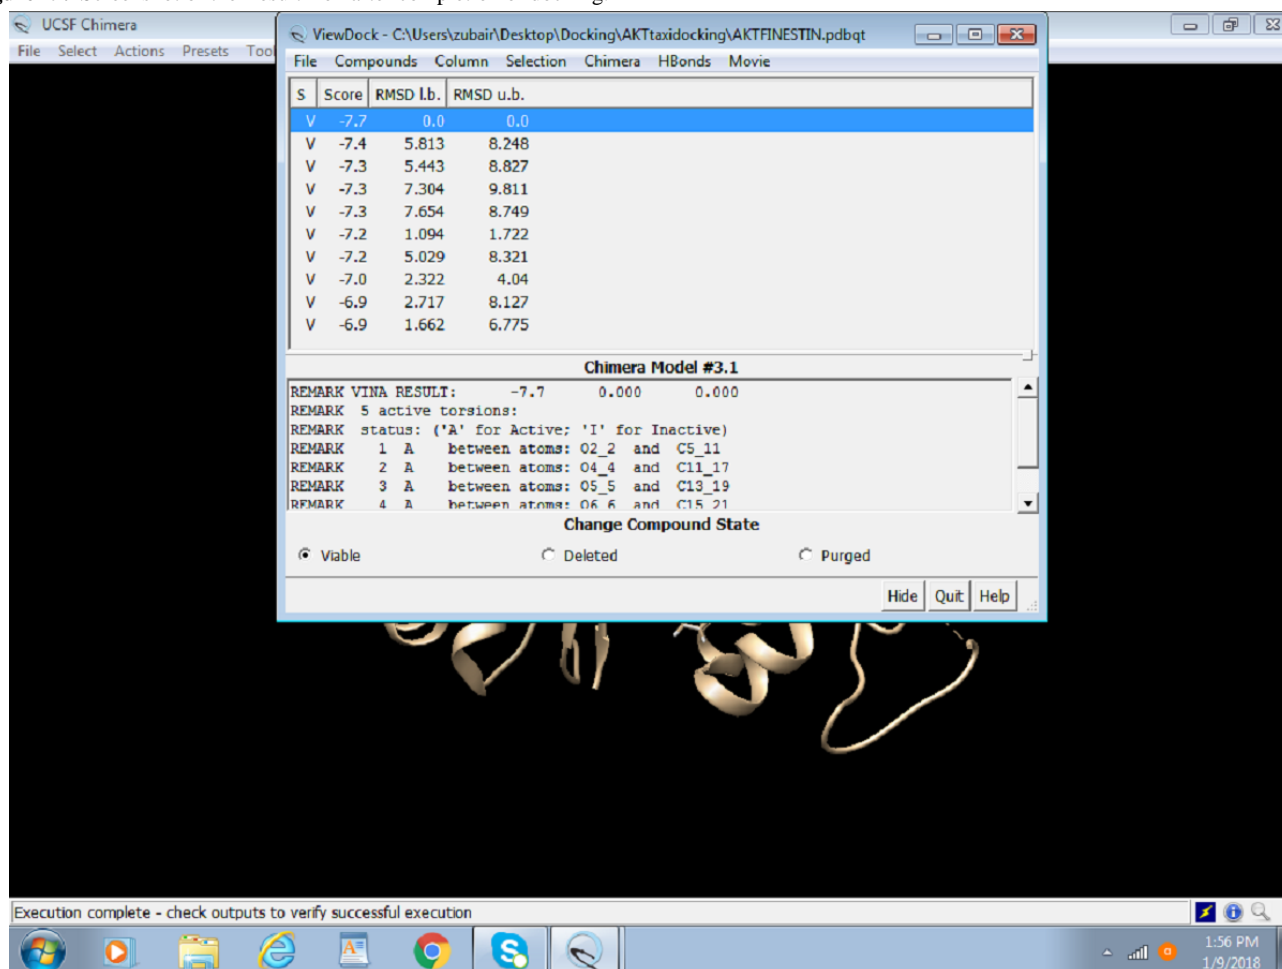 UCSF Chimera
File Select Actions Presets
ViewDock - C:\Users\zubair\Desktop\Docking\AKTtaxidocking\AKTFINESTIN.pdbqt
File Compounds Column Selection Chimera HBonds Movie
S Score RMSD l.b. RMSD u.b.
V -7.7 0.0 0.0
V -7.4 5.813 8.248
V -7.3 5.443 8.827
V -7.3 7.304 9.811
V -7.3 7.654 8.749
V -7.2 1.094 1.722
V -7.2 5.029 8.321
V -7.0 2.322 4.04
V -6.9 2.717 8.127
V -6.9 1.662 6.775
Chimera Model #3.1
REMARK VINA RESULT: -7.7 0.000 0.000
REMARK 5 active torsions:
REMARK status: ('A' for Active; 'I' for Inactive)
REMARK 1 A between atoms: O2_2 and C5_11
REMARK 2 A between atoms: O4_4 and C11_17
REMARK 3 A between atoms: O5_5 and C13_19
REMARK 4 A between atoms: O6_6 and C15_21
Change Compound State
Viable Deleted Purged
Hide Quit Help
Execution complete - check outputs to verify successful execution
1:56 PM
1/9/2018